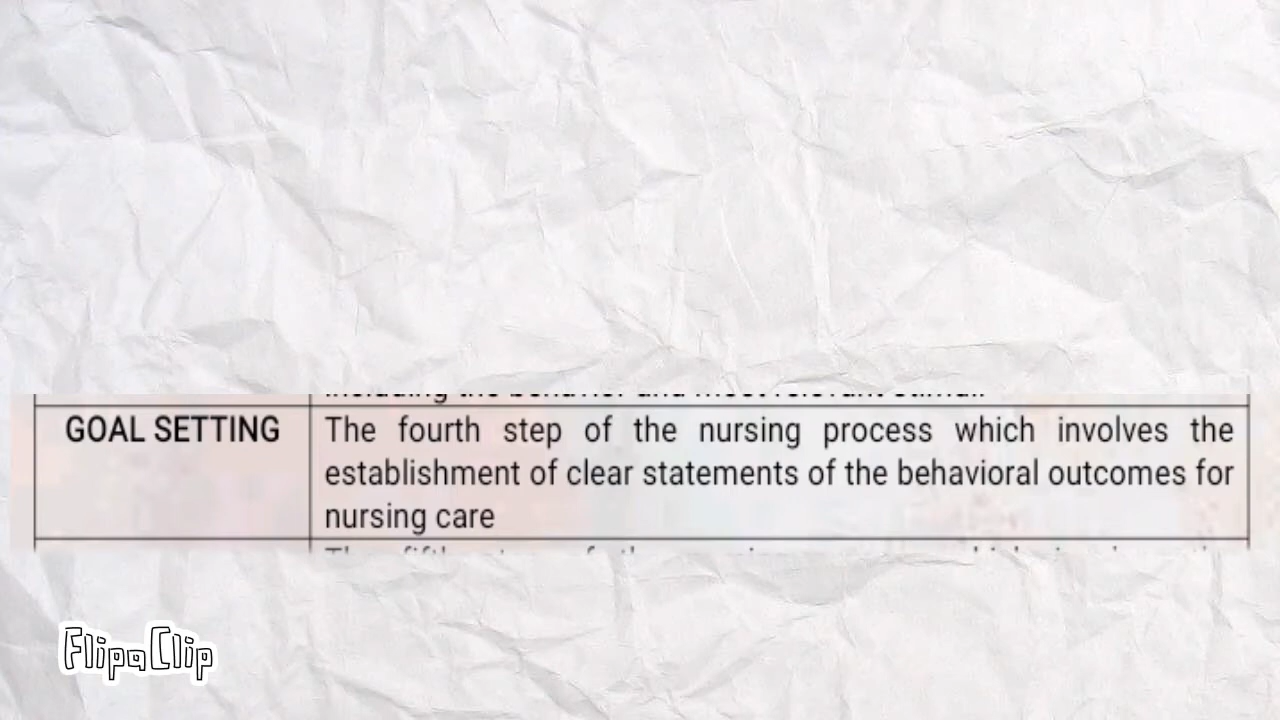 GOAL SETTING
The fourth step of the nursing process which involves the
establishment of clear statements of the behavioral outcomes for
nursing care
FlipaClip